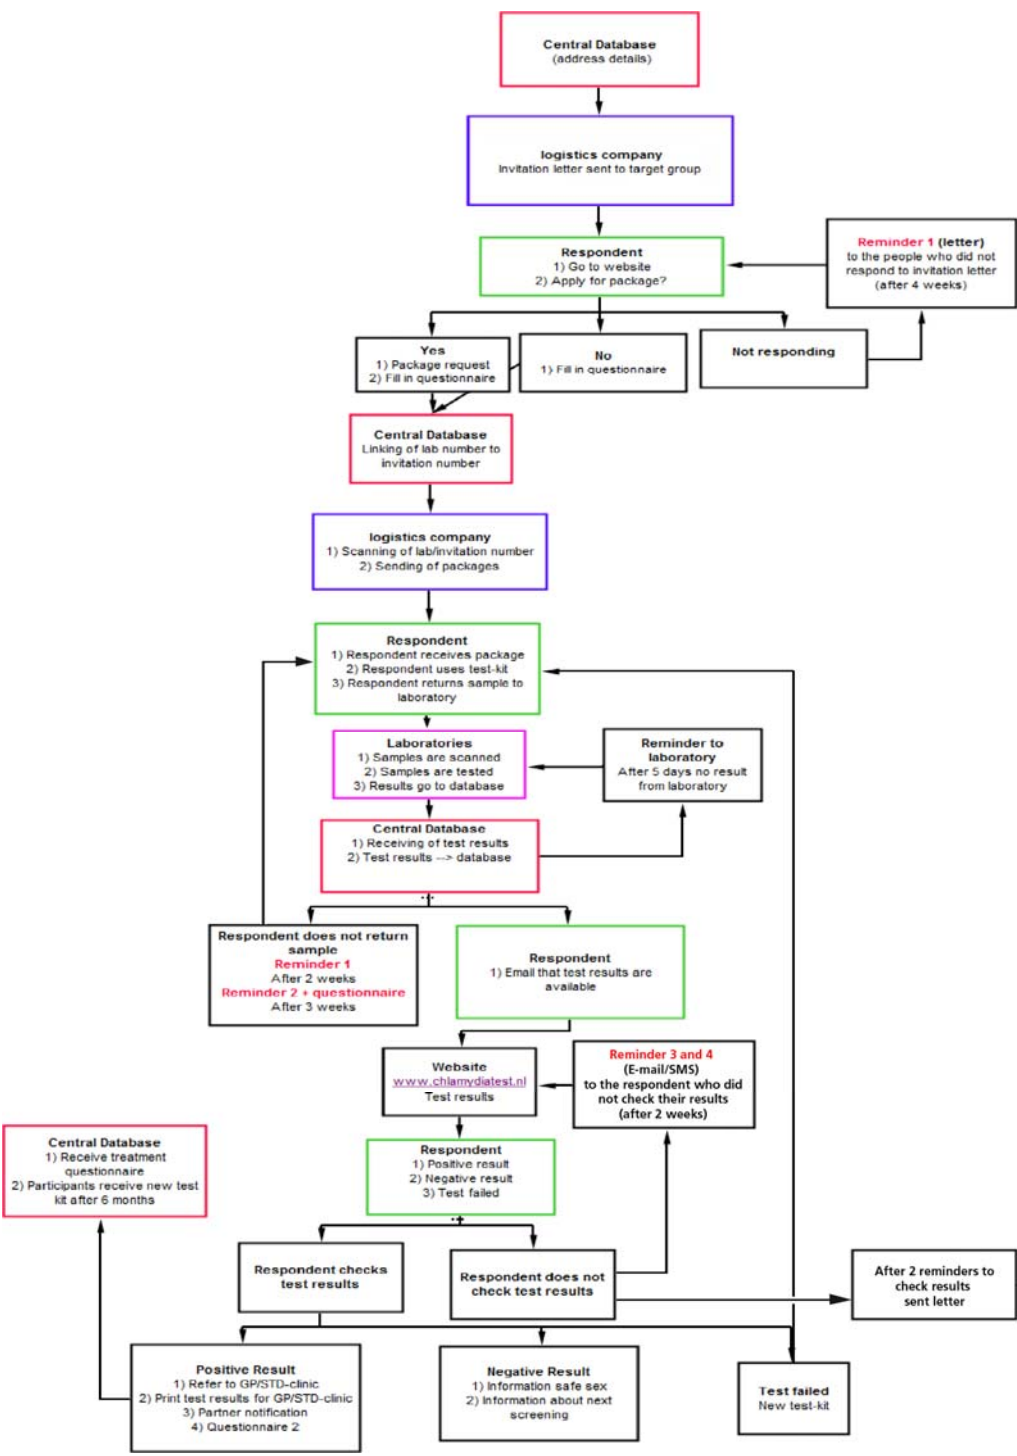 Central Database
(address details)
logistics company
Invitation letter sent to target group
Respondent
1) Go to website
2) Apply for package?
Reminder 1 (letter)
to the people who did not
respond to invitation letter
(after 4 weeks)
Yes
1) Package request
2) Fill in questionnaire
No
1) Fill in questionnaire
Not responding
Central Database
Linking of lab number to
invitation number
logistics company
1) Scanning of lab/invitation number
2) Sending of packages
Respondent
1) Respondent receives package
2) Respondent uses test-kit
3) Respondent returns sample to
laboratory
Laboratories
1) Samples are scanned
2) Samples are tested
3) Results go to database
Reminder to
laboratory
After 5 days no result
from laboratory
Central Database
1) Receiving of test results
2) Test results --> database
Respondent does not return
sample
Reminder 1
After 2 weeks
Reminder 2 + questionnaire
After 3 weeks
Respondent
1) Email that test results are
available
Website
www.chlamydiatest.nl
Test results
Reminder 3 and 4
(E-mail/SMS)
to the respondent who did
not check their results
(after 2 weeks)
Central Database
1) Receive treatment
questionnaire
2) Participants receive new test
kit after 6 months
Respondent
1) Positive result
2) Negative result
3) Test failed
Respondent checks
test results
Respondent does not
check test results
After 2 reminders to
check results
sent letter
Positive Result
1) Refer to GP/STD-clinic
2) Print test results for GP/STD-clinic
3) Partner notification
4) Questionnaire 2
Negative Result
1) Information safe sex
2) Information about next
screening
Test failed
New test-kit